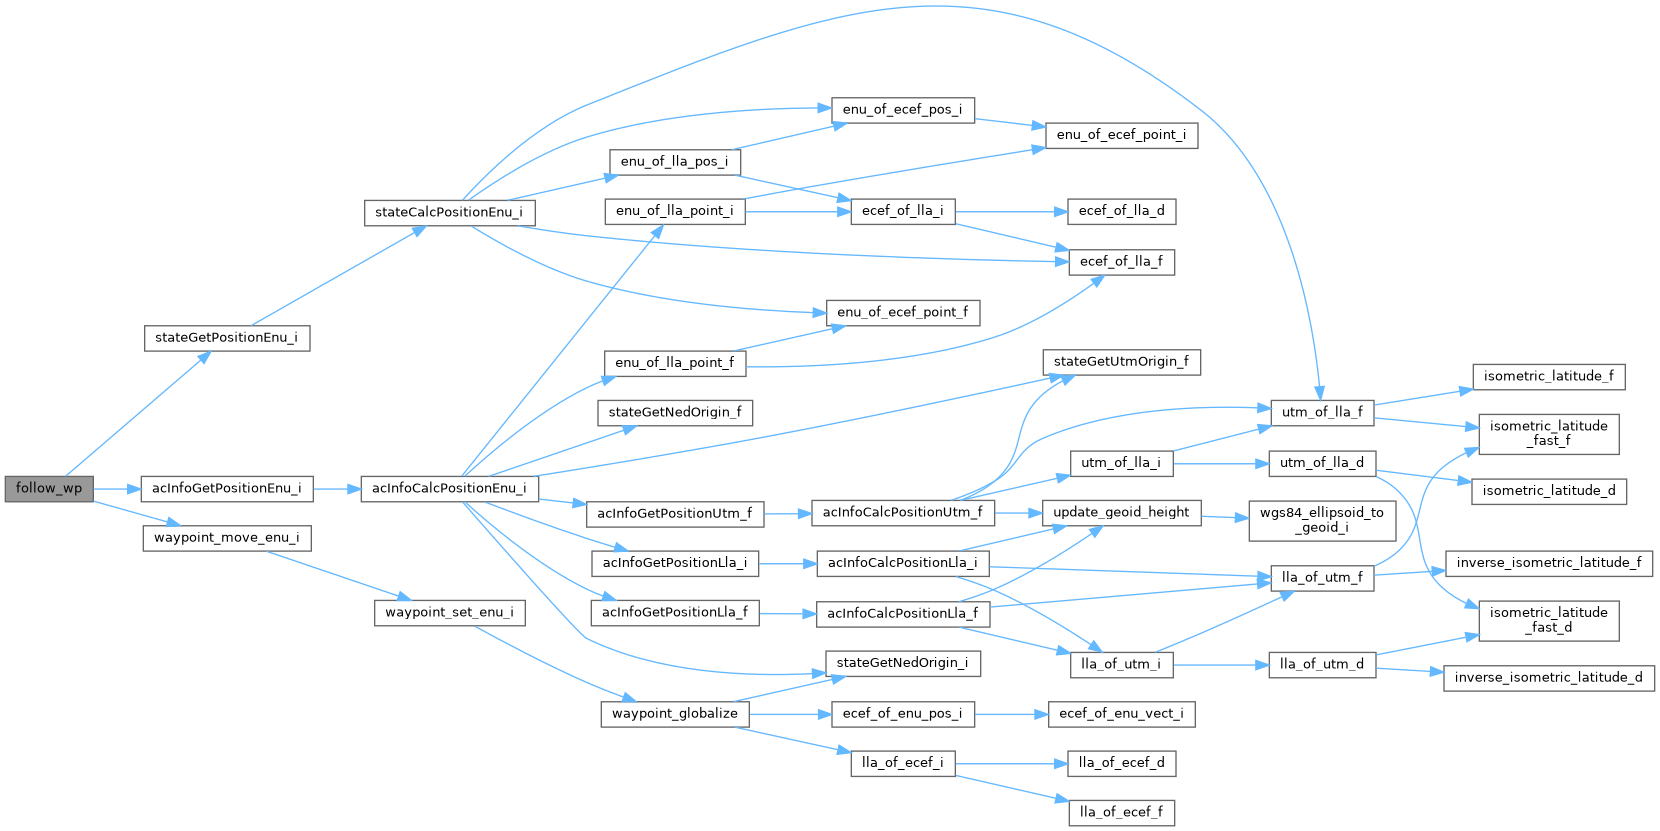 follow_wp
stateGetPositionEnu_i
acInfoGetPositionEnu_i
waypoint_move_enu_i
stateCalcPositionEnu_i
acInfoCalcPositionEnu_i
waypoint_set_enu_i
enu_of_lla_pos_i
enu_of_lla_point_i
enu_of_lla_point_f
stateGetNedOrigin_f
acInfoGetPositionUtm_f
acInfoGetPositionLla_i
acInfoGetPositionLla_f
waypoint_globalize
enu_of_ecef_pos_i
ecef_of_lla_i
enu_of_ecef_point_f
acInfoCalcPositionUtm_f
acInfoCalcPositionLla_i
acInfoCalcPositionLla_f
stateGetNedOrigin_i
ecef_of_enu_pos_i
lla_of_ecef_i
enu_of_ecef_point_i
ecef_of_lla_d
ecef_of_lla_f
stateGetUtmOrigin_f
utm_of_lla_i
update_geoid_height
lla_of_utm_i
ecef_of_enu_vect_i
lla_of_ecef_d
lla_of_ecef_f
utm_of_lla_f
utm_of_lla_d
wgs84_ellipsoid_to
_geoid_i
lla_of_utm_f
lla_of_utm_d
isometric_latitude_f
isometric_latitude
_fast_f
isometric_latitude_d
inverse_isometric_latitude_f
isometric_latitude
_fast_d
inverse_isometric_latitude_d